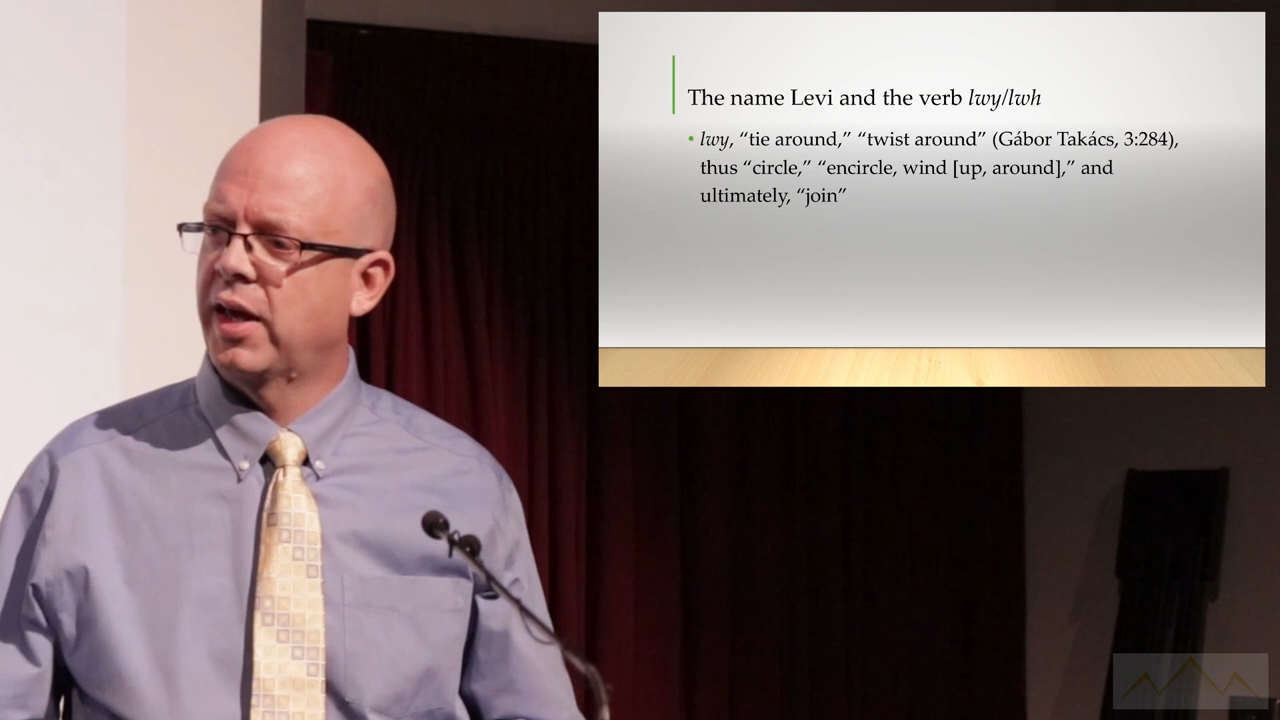 The name Levi and the verb lwy/lwh
• lwy, “tie around,” “twist around” (Gábor Takács, 3:284),
thus “circle,” “encircle, wind [up, around],” and
ultimately, “join”